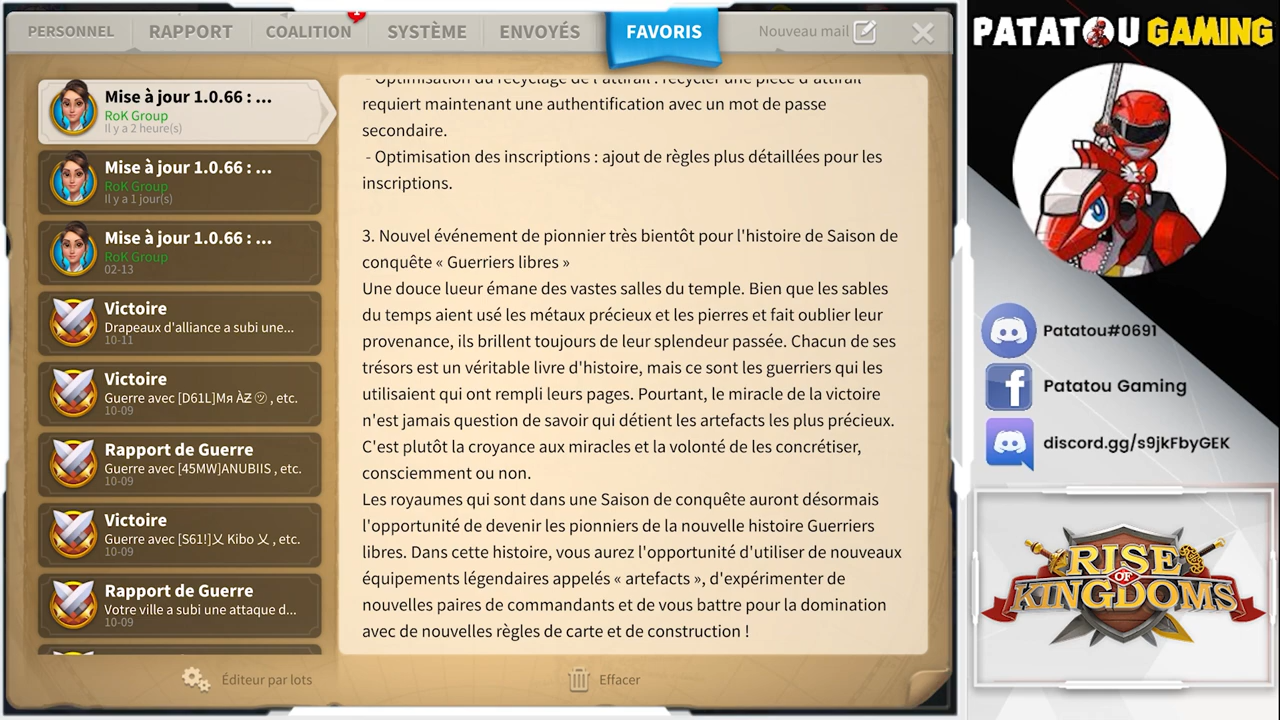 PERSONNEL
RAPPORT
COALITION
SYSTÈME
ENVOYÉS
FAVORIS
Nouveau mail
Mise à jour 1.0.66 : ...
RoK Group
Il y a 2 heure(s)
Mise à jour 1.0.66 : ...
RoK Group
Il y a 1 jour(s)
Mise à jour 1.0.66 : ...
RoK Group
02-13
Victoire
Drapeaux d'alliance a subi une...
10-11
Victoire
Guerre avec [D61L]Mя ÀƵ ㋡ , etc.
10-09
Rapport de Guerre
Guerre avec [45MW]ANUBIIS , etc.
10-09
Victoire
Guerre avec [S61!]乂 Kibo 乂 , etc.
10-09
Rapport de Guerre
Votre ville a subi une attaque d...
10-09
- Optimisation du recyclage de l'attirail : recycler une pièce d'attirail
requiert maintenant une authentification avec un mot de passe
secondaire.
- Optimisation des inscriptions : ajout de règles plus détaillées pour les
inscriptions.
3. Nouvel événement de pionnier très bientôt pour l'histoire de Saison de
conquête « Guerriers libres »
Une douce lueur émane des vastes salles du temple. Bien que les sables
du temps aient usé les métaux précieux et les pierres et fait oublier leur
provenance, ils brillent toujours de leur splendeur passée. Chacun de ses
trésors est un véritable livre d'histoire, mais ce sont les guerriers qui les
utilisaient qui ont rempli leurs pages. Pourtant, le miracle de la victoire
n'est jamais question de savoir qui détient les artefacts les plus précieux.
C'est plutôt la croyance aux miracles et la volonté de les concrétiser,
consciemment ou non.
Les royaumes qui sont dans une Saison de conquête auront désormais
l'opportunité de devenir les pionniers de la nouvelle histoire Guerriers
libres. Dans cette histoire, vous aurez l'opportunité d'utiliser de nouveaux
équipements légendaires appelés « artefacts », d'expérimenter de
nouvelles paires de commandants et de vous battre pour la domination
avec de nouvelles règles de carte et de construction !
Éditeur par lots
Effacer
PATATOU GAMING
Patatou#0691
Patatou Gaming
discord.gg/s9jkFbyGEK
RISE
OF
KINGDOMS